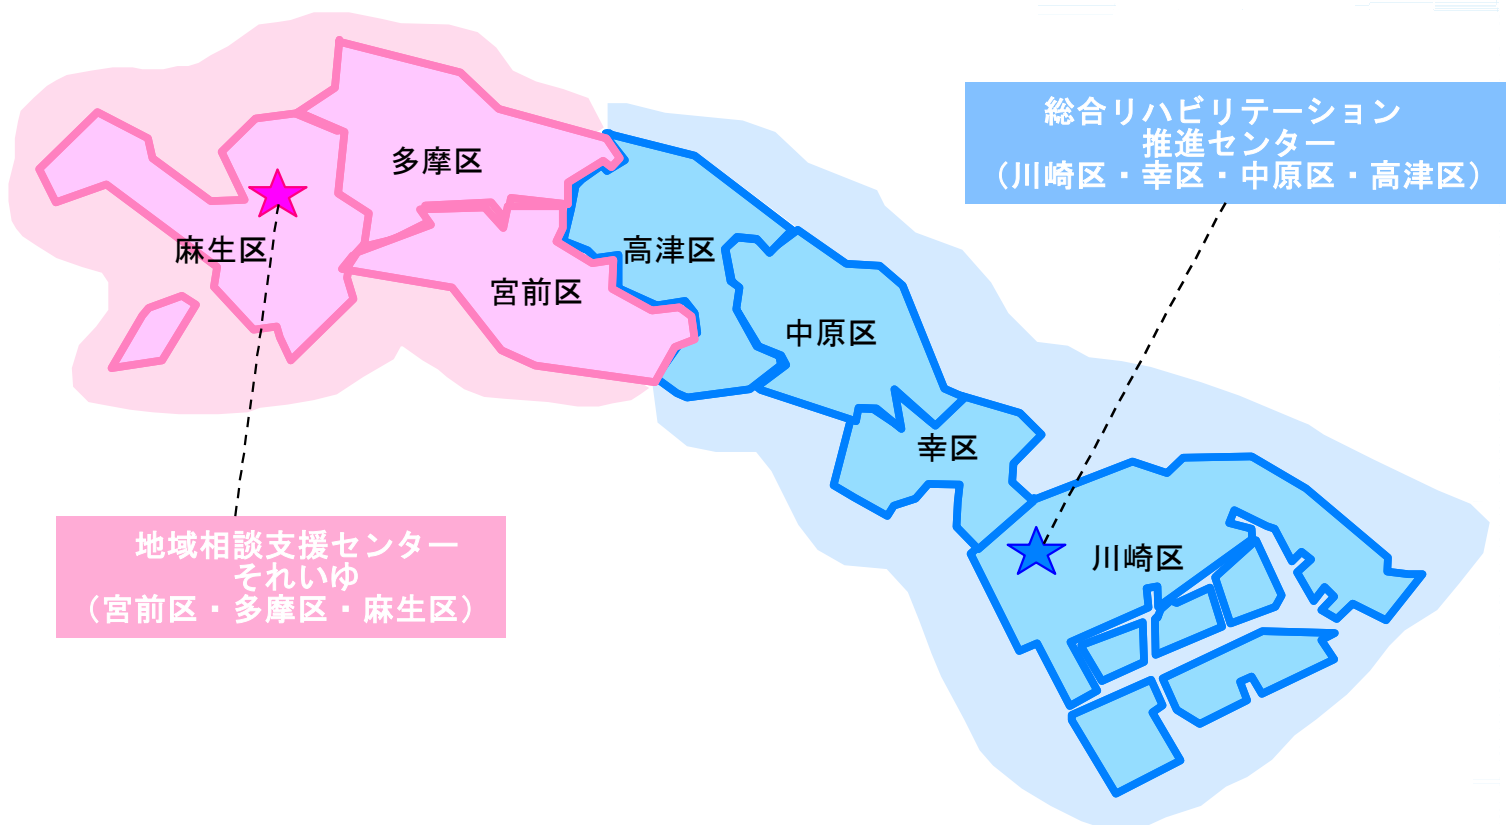 総合リハビリテーション
推進センター
（川崎区・幸区・中原区・高津区）
多摩区
麻生区
高津区
宮前区
中原区
幸区
川崎区
地域相談支援センター
それいゆ
（宮前区・多摩区・麻生区）